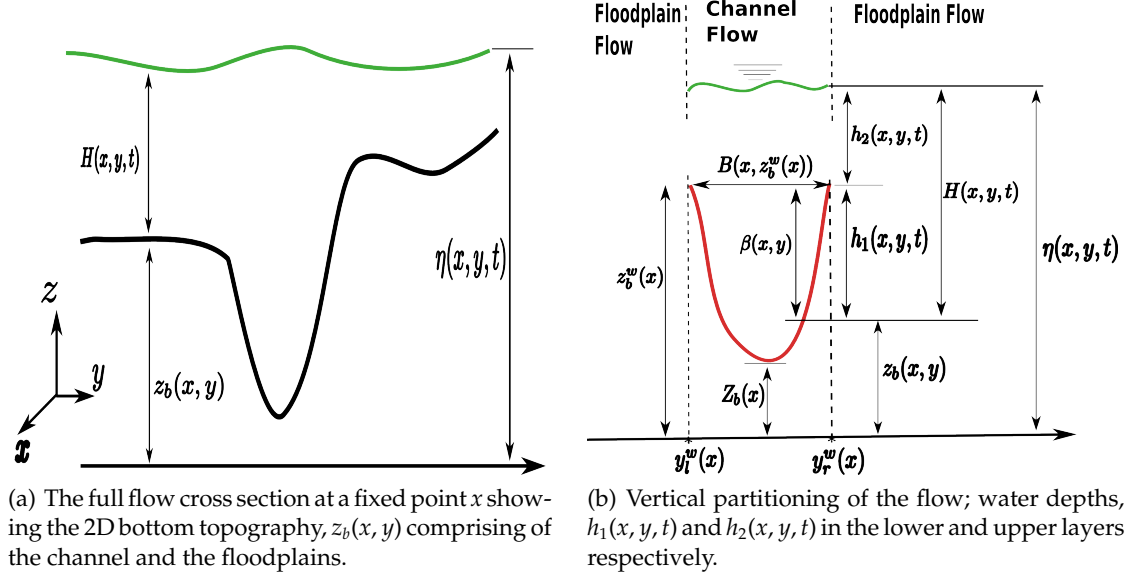 H(x,y,t)
η(x,y,t)
z
y
x
z_b(x,y)
(a) The full flow cross section at a fixed point x show-
ing the 2D bottom topography, z_b(x, y) comprising of
the channel and the floodplains.
Floodplain
Flow
Channel
Flow
Floodplain Flow
h_2(x,y,t)
B(x, z_b^w(x))
H(x,y,t)
β(x,y)
h_1(x,y,t)
η(x,y,t)
z_b^w(x)
Z_b(x)
z_b(x,y)
y_l^w(x)
y_r^w(x)
(b) Vertical partitioning of the flow; water depths,
h_1(x, y, t) and h_2(x, y, t) in the lower and upper layers
respectively.